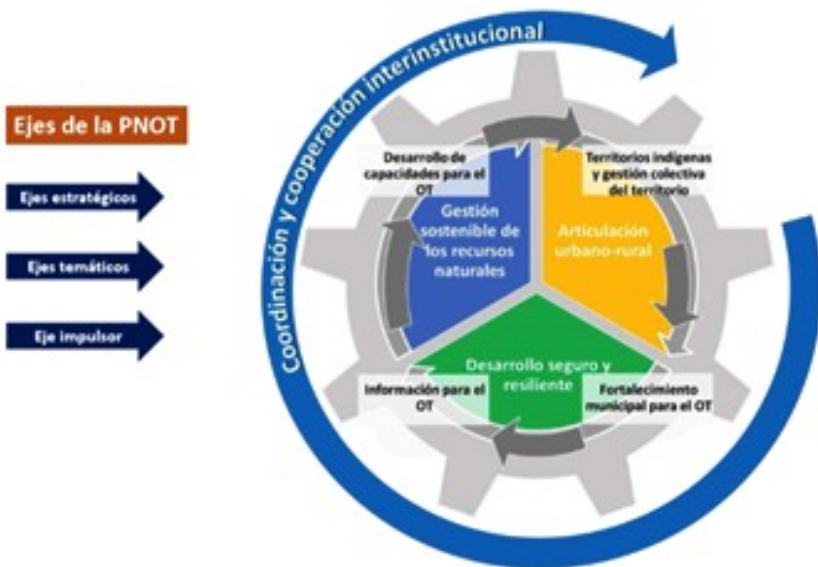 Ejes de la PNOT
Ejes estratégicos
Ejes temáticos
Eje impulsor
Coordinación y cooperación interinstitucional
Desarrollo de
capacidades para el
OT
Territorios indígenas
y gestión colectiva
del territorio
Gestión
sostenible de
los recursos
naturales
Articulación
urbano-rural
Desarrollo seguro y
resiliente
Información para el
OT
Fortalecimiento
municipal para el OT